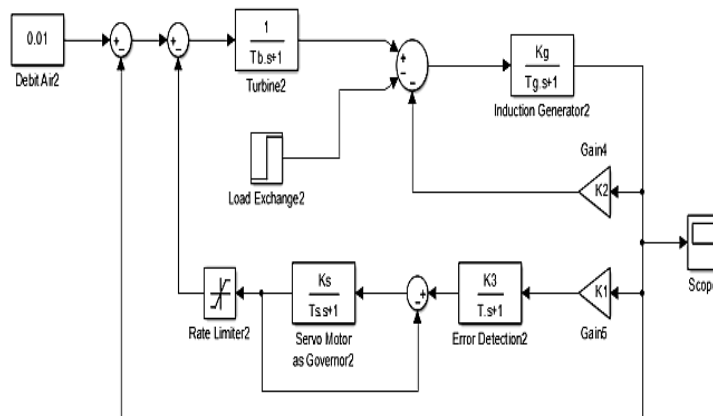 0.01
Debit Air2
1
Tb.s+1
Turbine2
Kg
Tg.s+1
Induction Generator2
Load Exchange2
Gain4
K2
Rate Limiter2
Ks
Ts.s+1
Servo Motor
as Governor2
K3
T.s+1
Error Detection2
K1
Gain5
Scope